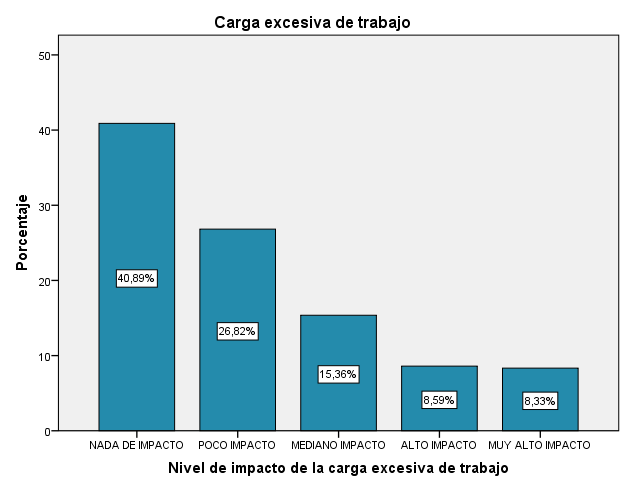 Carga excesiva de trabajo
Porcentaje
50
40
30
20
10
0
40,89%
26,82%
15,36%
8,59%
8,33%
NADA DE IMPACTO
POCO IMPACTO
MEDIANO IMPACTO
ALTO IMPACTO
MUY ALTO IMPACTO
Nivel de impacto de la carga excesiva de trabajo